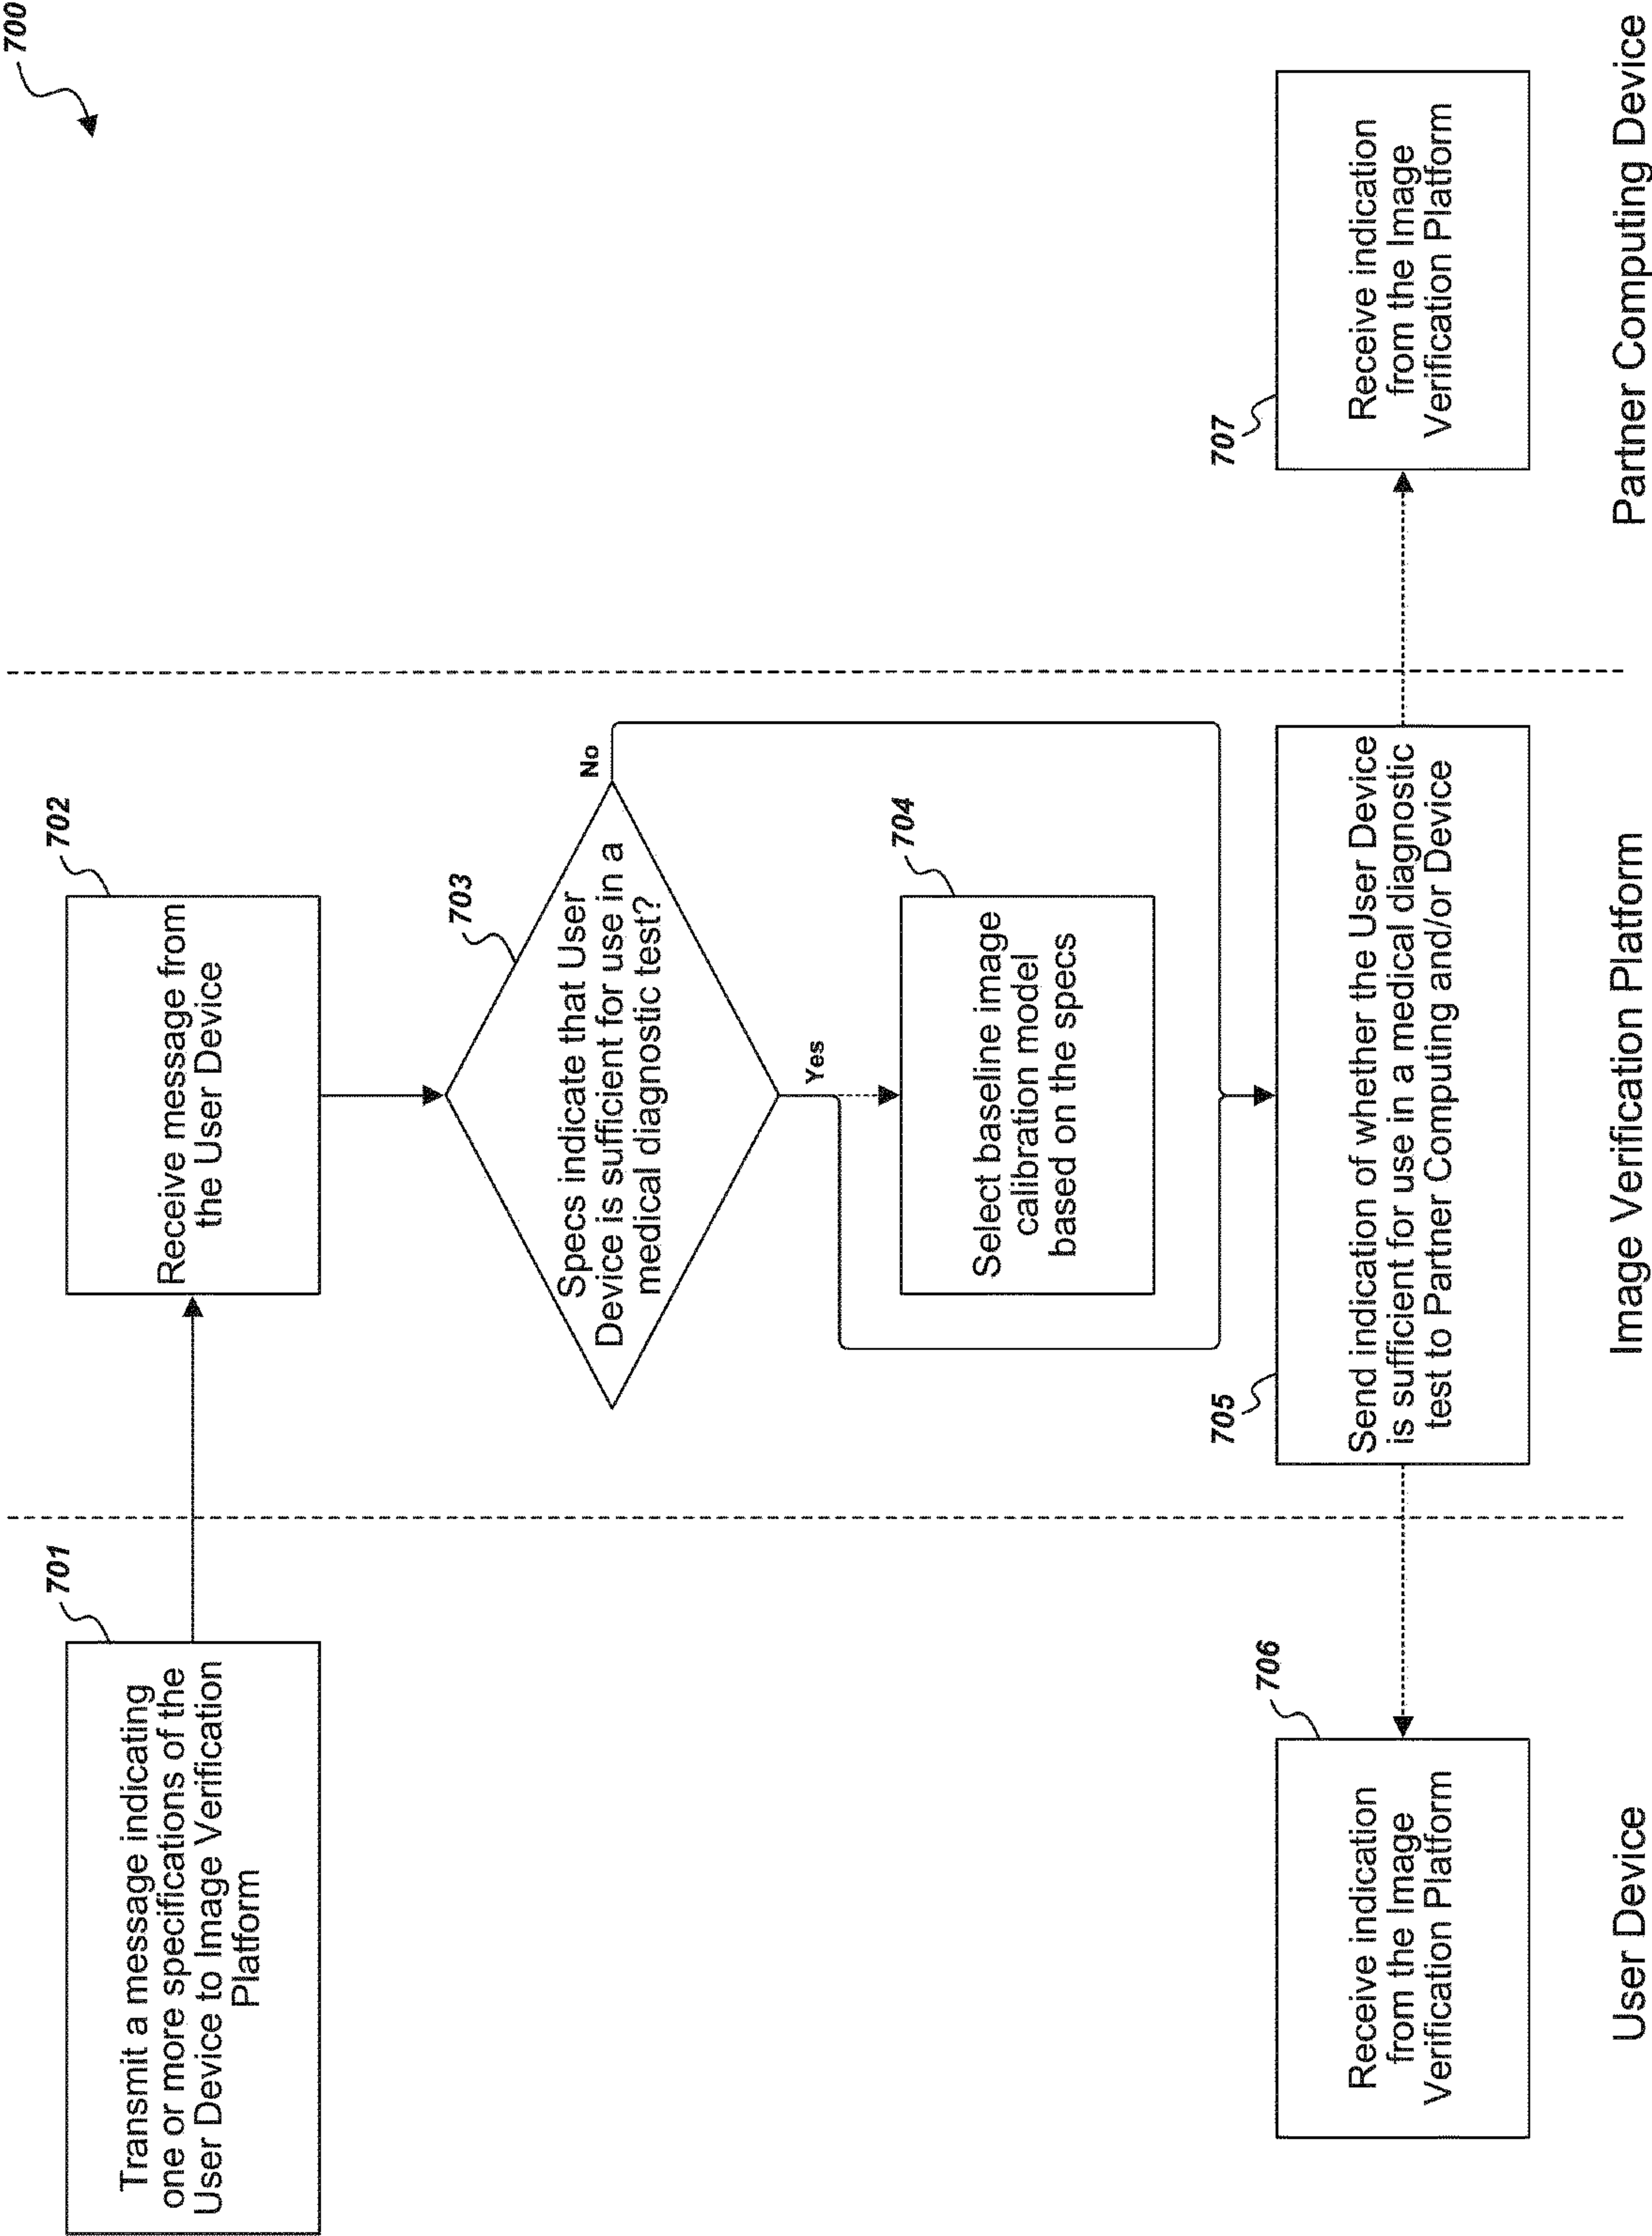 700
701
Transmit a message indicating
one or more specifications of the
User Device to Image Verification
Platform
702
Receive message from
the User Device
703
Specs indicate that User
Device is sufficient for use in a
medical diagnostic test?
No
Yes
704
Select baseline image
calibration model
based on the specs
705
Send indication of whether the User Device
is sufficient for use in a medical diagnostic
test to Partner Computing and/or Device
706
Receive indication
from the Image
Verification Platform
707
Receive indication
from the Image
Verification Platform
User Device
Image Verification Platform
Partner Computing Device